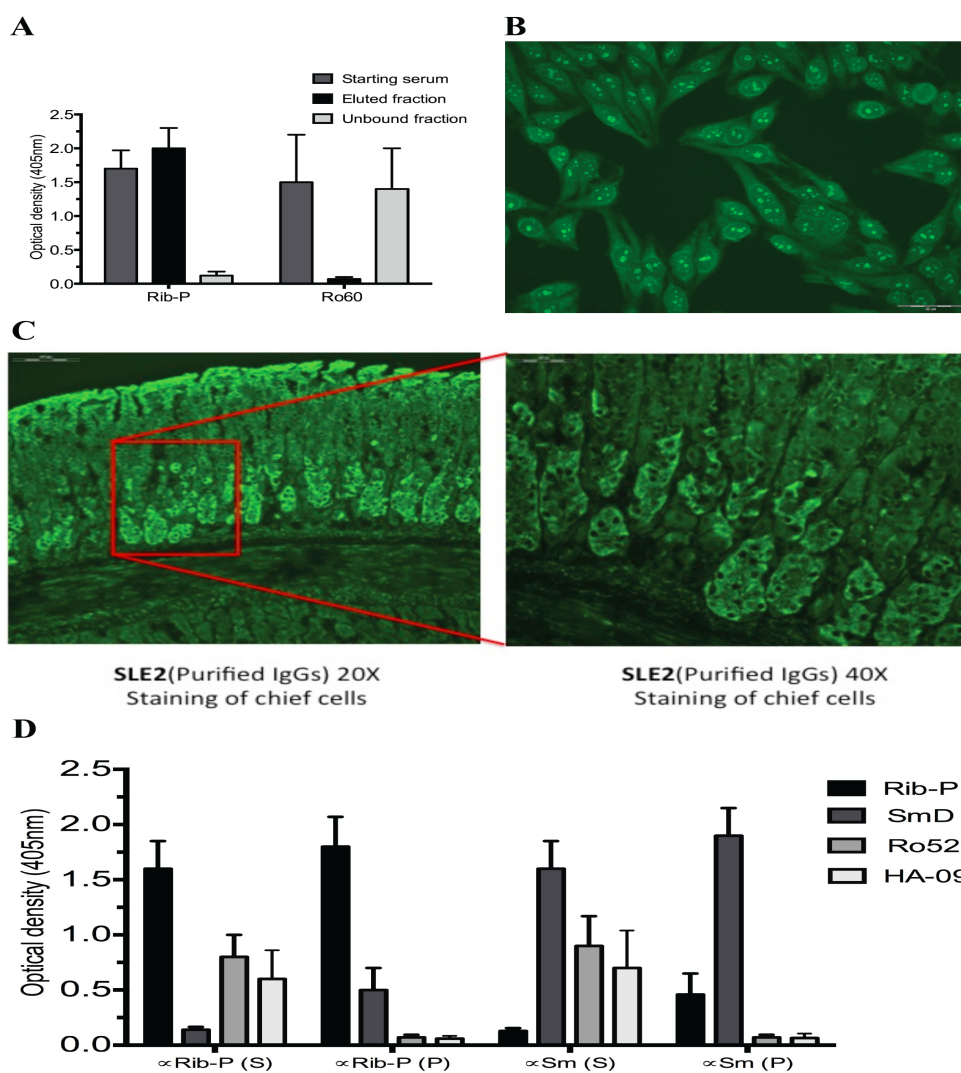 A
Starting serum
Eluted fraction
Unbound fraction
Optical density (405nm)
2.5
2.0
1.5
1.0
0.5
0.0
Rib-P
Ro60
B
C
SLE2(Purified IgGs) 20X
Staining of chief cells
SLE2(Purified IgGs) 40X
Staining of chief cells
D
Optical density (405nm)
2.5
2.0
1.5
1.0
0.5
0.0
Rib-P
SmD
Ro52
HA-09
∝Rib-P (S)
∝Rib-P (P)
∝Sm (S)
∝Sm (P)